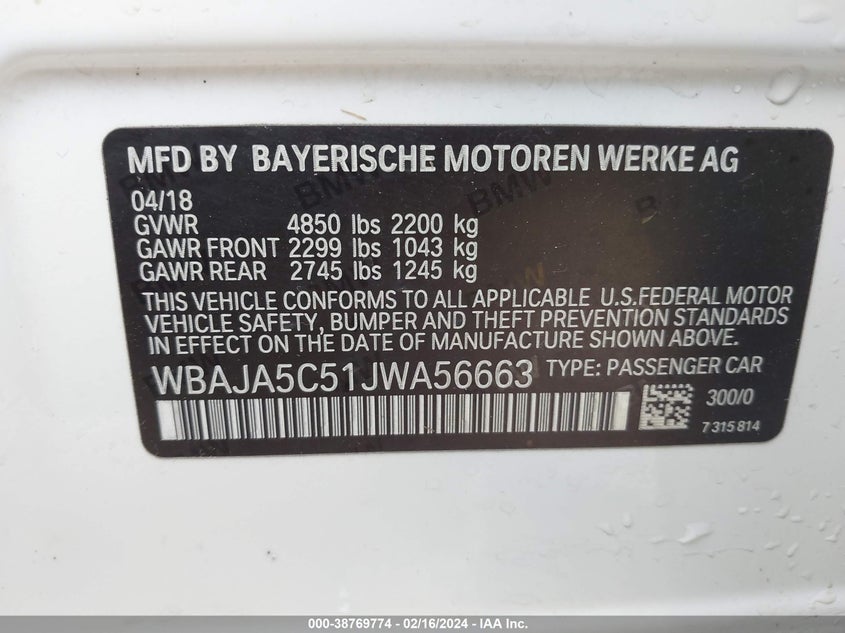 MFD BY BAYERISCHE MOTOREN WERKE AG
04/18
GVWR 4850 lbs 2200 kg
GAWR FRONT 2299 lbs 1043 kg
GAWR REAR 2745 lbs 1245 kg
THIS VEHICLE CONFORMS TO ALL APPLICABLE U.S.FEDERAL MOTOR
VEHICLE SAFETY, BUMPER AND THEFT PREVENTION STANDARDS
IN EFFECT ON THE DATE OF MANUFACTURE SHOWN ABOVE.
WBAJA5C51JWA56663 TYPE: PASSENGER CAR
300/0
7315814
000-38769774 - 02/16/2024 - IAA Inc.